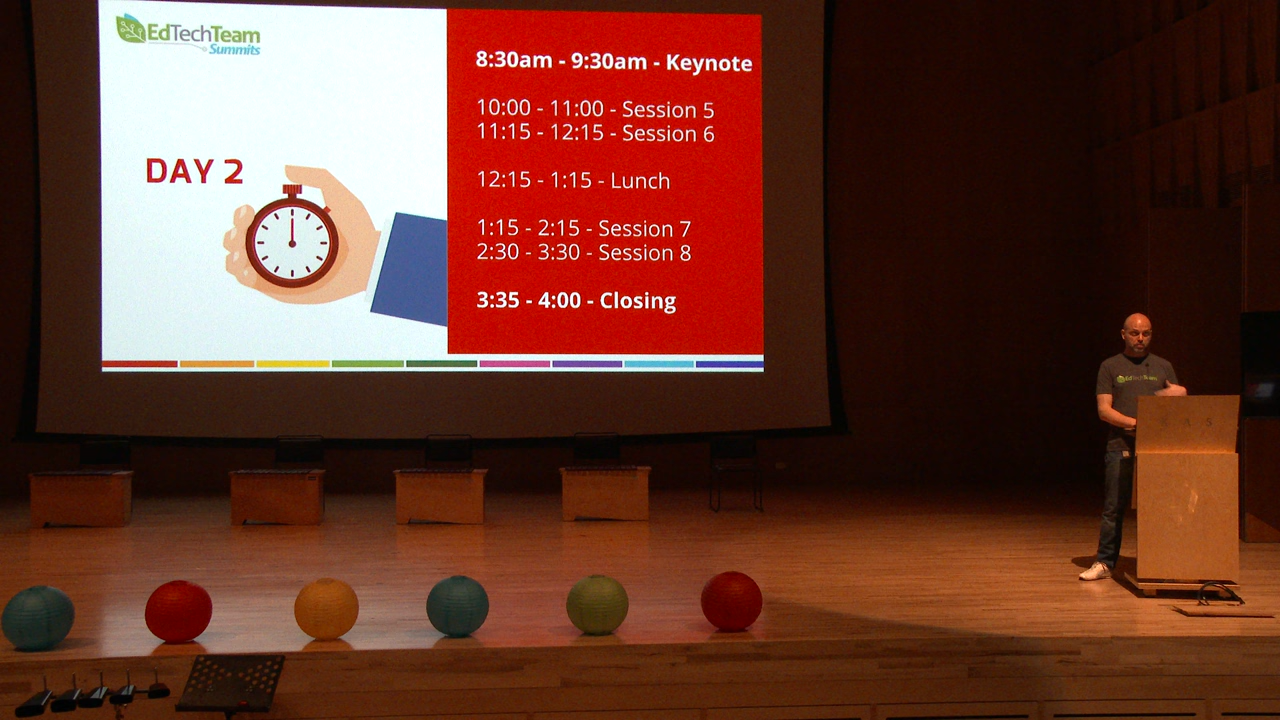 EdTechTeam
Summits
DAY 2
8:30am - 9:30am - Keynote
10:00 - 11:00 - Session 5
11:15 - 12:15 - Session 6
12:15 - 1:15 - Lunch
1:15 - 2:15 - Session 7
2:30 - 3:30 - Session 8
3:35 - 4:00 - Closing
EdTechTeam